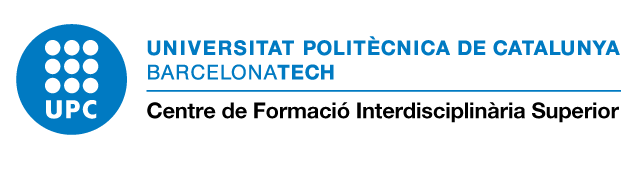 UPC
UNIVERSITAT POLITÈCNICA DE CATALUNYA
BARCELONATECH
Centre de Formació Interdisciplinària Superior